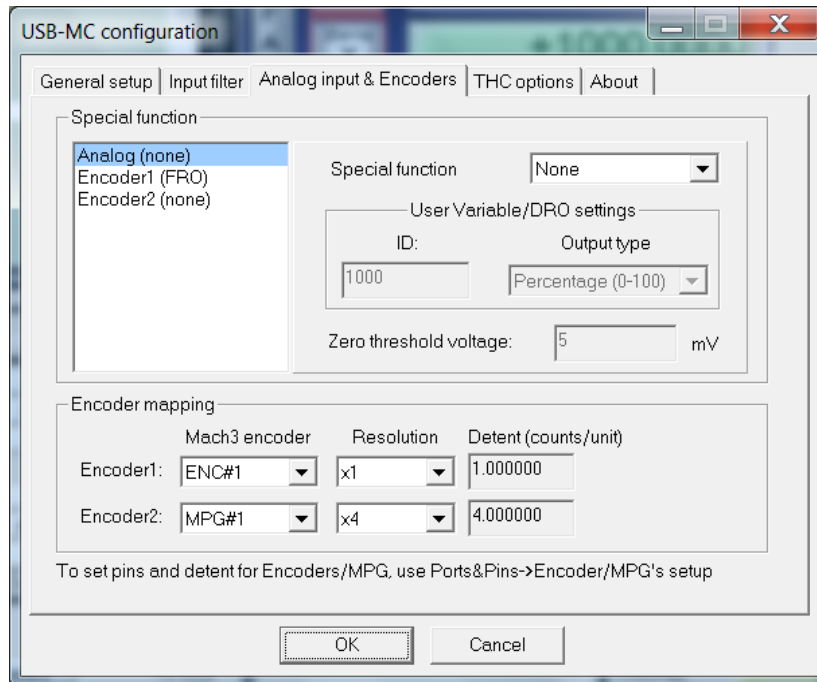 USB-MC configuration
+1000.0000
General setup Input filter Analog input & Encoders THC options About
Special function
Analog (none)
Encoder1 (FRO)
Encoder2 (none)
Special function None
User Variable/DRO settings
ID: Output type
1000 Percentage (0-100)
Zero threshold voltage: 5 mV
Encoder mapping
Mach3 encoder Resolution Detent (counts/unit)
Encoder1: ENC#1 x1 1.000000
Encoder2: MPG#1 x4 4.000000
To set pins and detent for Encoders/MPG, use Ports&Pins->Encoder/MPG's setup
OK Cancel